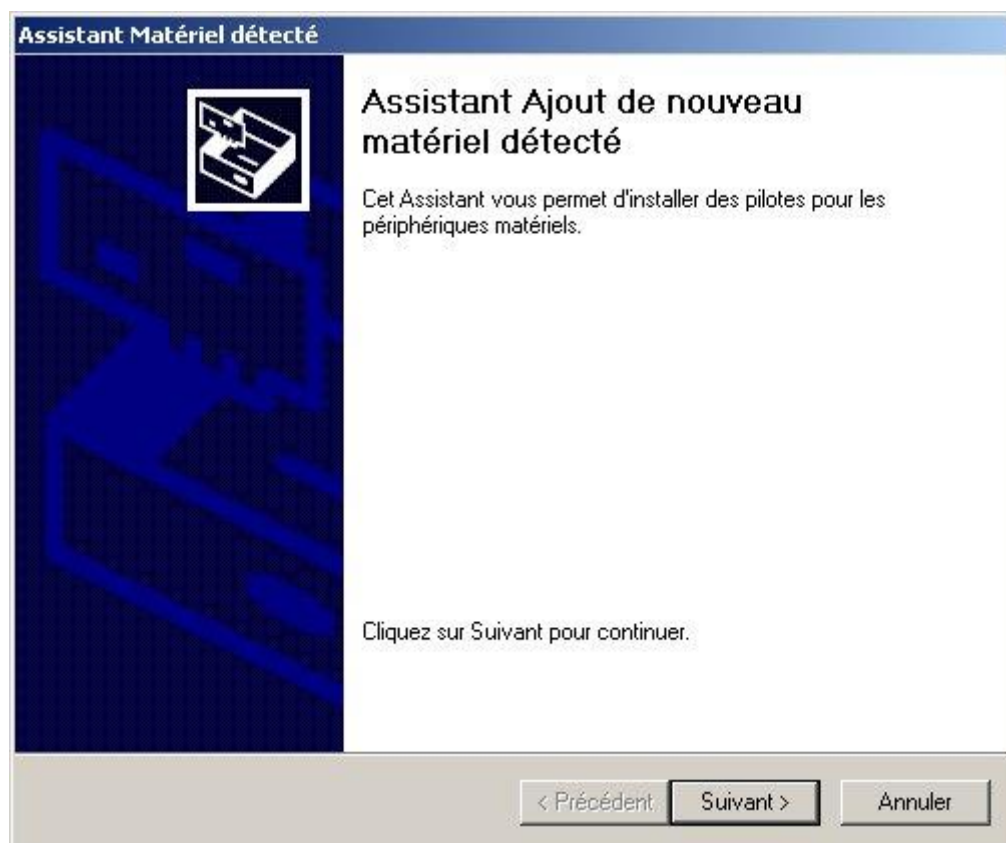 Assistant Matériel détecté
Assistant Ajout de nouveau
matériel détecté
Cet Assistant vous permet d'installer des pilotes pour les
périphériques matériels.
Cliquez sur Suivant pour continuer.
< Précédent
Suivant >
Annuler